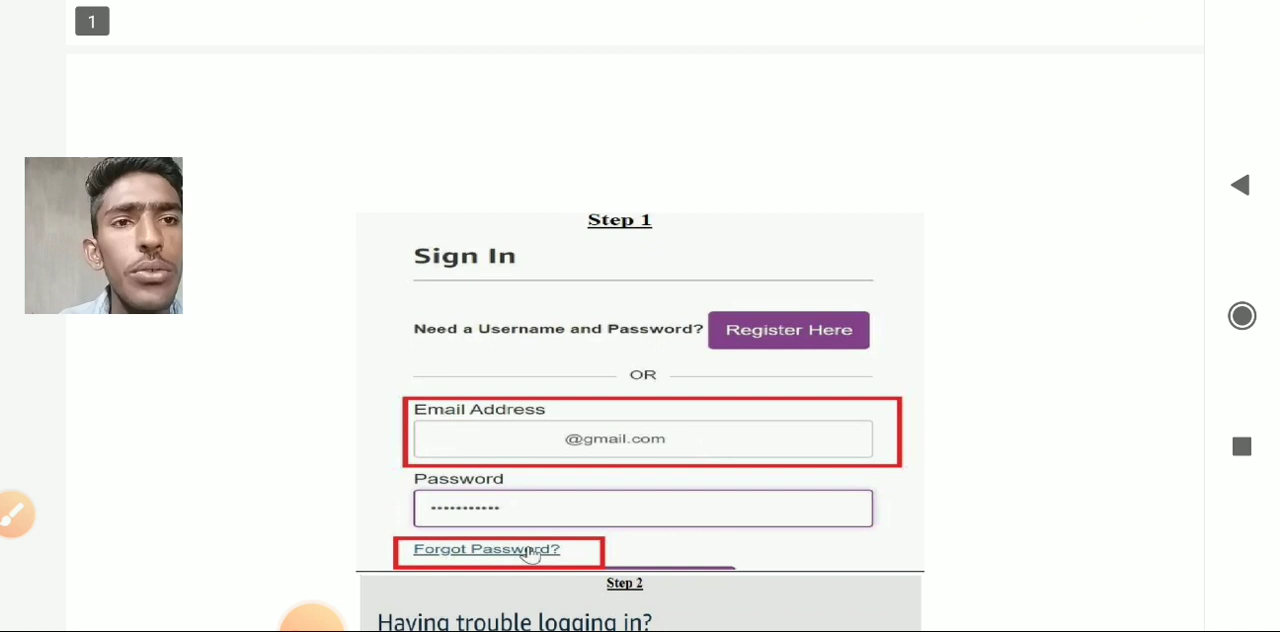 1
Step 1
Sign In
Need a Username and Password? Register Here
OR
Email Address
@gmail.com
Password
Forgot Password?
Step 2
Having trouble logging in?